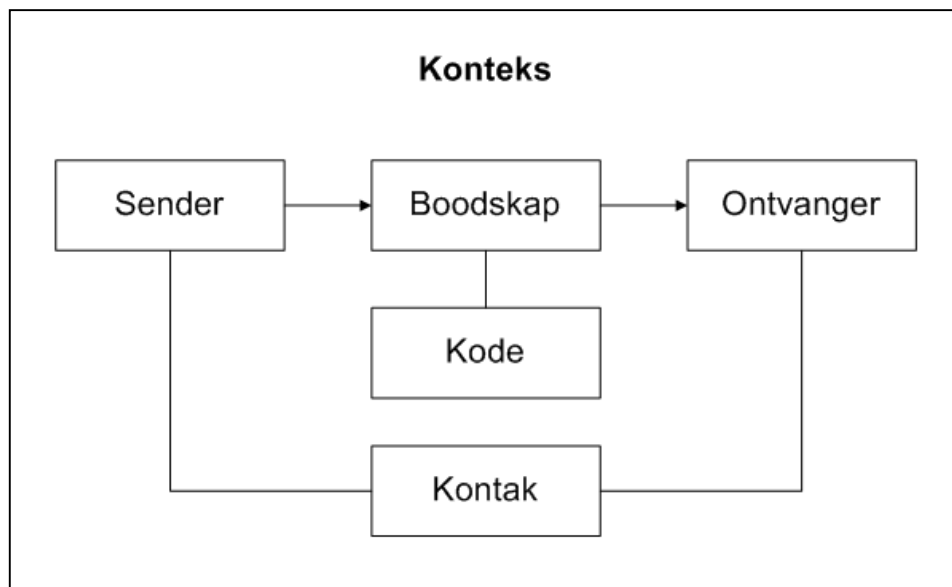 Konteks
Sender
Boodskap
Ontvanger
Kode
Kontak